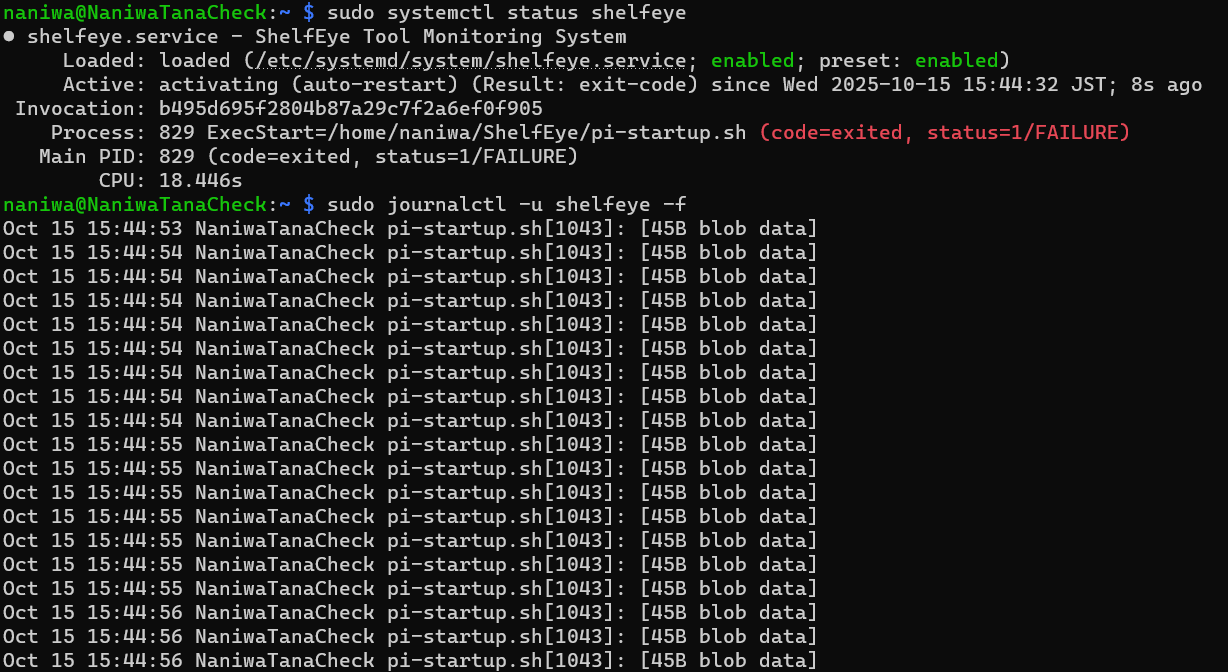 naniwa@NaniwaTanaCheck:~ $ sudo systemctl status shelfeye
● shelfeye.service - ShelfEye Tool Monitoring System
     Loaded: loaded (/etc/systemd/system/shelfeye.service; enabled; preset: enabled)
     Active: activating (auto-restart) (Result: exit-code) since Wed 2025-10-15 15:44:32 JST; 8s ago
 Invocation: b495d695f2804b87a29c7f2a6ef0f905
    Process: 829 ExecStart=/home/naniwa/ShelfEye/pi-startup.sh (code=exited, status=1/FAILURE)
   Main PID: 829 (code=exited, status=1/FAILURE)
        CPU: 18.446s
naniwa@NaniwaTanaCheck:~ $ sudo journalctl -u shelfeye -f
Oct 15 15:44:53 NaniwaTanaCheck pi-startup.sh[1043]: [45B blob data]
Oct 15 15:44:54 NaniwaTanaCheck pi-startup.sh[1043]: [45B blob data]
Oct 15 15:44:54 NaniwaTanaCheck pi-startup.sh[1043]: [45B blob data]
Oct 15 15:44:54 NaniwaTanaCheck pi-startup.sh[1043]: [45B blob data]
Oct 15 15:44:54 NaniwaTanaCheck pi-startup.sh[1043]: [45B blob data]
Oct 15 15:44:54 NaniwaTanaCheck pi-startup.sh[1043]: [45B blob data]
Oct 15 15:44:54 NaniwaTanaCheck pi-startup.sh[1043]: [45B blob data]
Oct 15 15:44:54 NaniwaTanaCheck pi-startup.sh[1043]: [45B blob data]
Oct 15 15:44:54 NaniwaTanaCheck pi-startup.sh[1043]: [45B blob data]
Oct 15 15:44:55 NaniwaTanaCheck pi-startup.sh[1043]: [45B blob data]
Oct 15 15:44:55 NaniwaTanaCheck pi-startup.sh[1043]: [45B blob data]
Oct 15 15:44:55 NaniwaTanaCheck pi-startup.sh[1043]: [45B blob data]
Oct 15 15:44:55 NaniwaTanaCheck pi-startup.sh[1043]: [45B blob data]
Oct 15 15:44:55 NaniwaTanaCheck pi-startup.sh[1043]: [45B blob data]
Oct 15 15:44:55 NaniwaTanaCheck pi-startup.sh[1043]: [45B blob data]
Oct 15 15:44:55 NaniwaTanaCheck pi-startup.sh[1043]: [45B blob data]
Oct 15 15:44:56 NaniwaTanaCheck pi-startup.sh[1043]: [45B blob data]
Oct 15 15:44:56 NaniwaTanaCheck pi-startup.sh[1043]: [45B blob data]
Oct 15 15:44:56 NaniwaTanaCheck pi-startup.sh[1043]: [45B blob data]